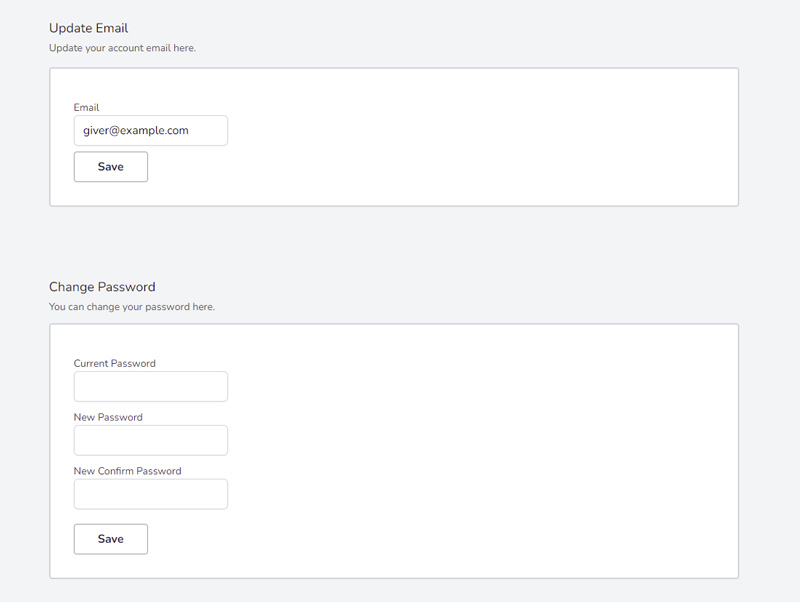 Update Email
Update your account email here.
Email
giver@example.com
Save
Change Password
You can change your password here.
Current Password
New Password
New Confirm Password
Save